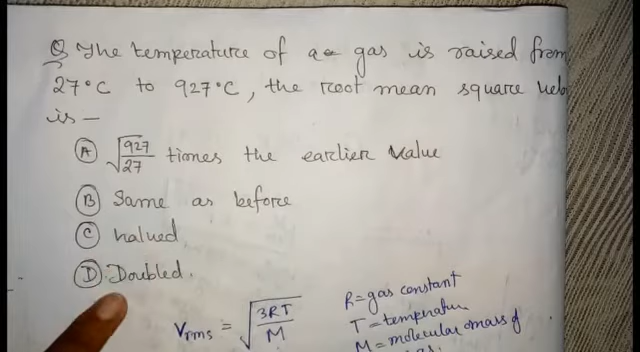 Q The temperature of a gas is raised from
27°C to 927°C, the root mean square
is -
(A) √927/27 times the earlier value
(B) Same as before
(C) halved
(D) Doubled.
Vrms = √3RT/M
R = gas constant
T = temperature
M = molecular mass of
gas.